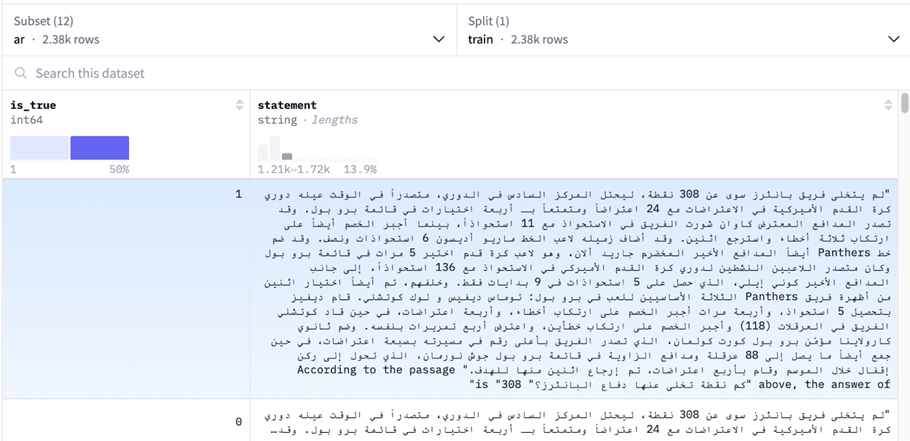 Subset (12)
ar · 2.38k rows
Split (1)
train · 2.38k rows
Search this dataset
is_true
int64
1 50%
statement
string · lengths
1.21k↔1.72k 13.9%
1
"لم يتخلى فريق بانثرز سوى عن 308 نقطة، ليحتل المركز السادس في الدوري، متصدراً في الوقت عينه دوري
كرة القدم الأميركية في الاعتراضات مع 24 اعتراضاً ومتمتعاً بـ أربعة اختيارات في قائمة برو بول. وقد
تصدر المدافع المعترض كاوان شورت الفريق في الاستحواذ مع 11 استحواذاً، بينما أجبر الخصم أيضاً على
ارتكاب ثلاثة أخطاء واسترجع اثنين. وقد أضاف زميله لاعب الخط ماريو أديسون 6 استحواذات ونصف. وقد ضم
خط Panthers أيضاً المدافع الأخير المخضرم جاريد ألان، وهو لاعب كرة قدم اختير 5 مرات في قائمة برو بول
وكان متصدر اللاعبين النشطين لدوري كرة القدم الأميركي في الاستحواذ مع 136 استحواذاً، إلى جانب
المدافع الأخير كوني إيلي، الذي حصل على 5 استحواذات في 9 بدايات فقط. وخلفهم، تم أيضاً اختيار اثنين
من أظهرة فريق Panthers الثلاثة الأساسيين للعب في برو بول: توماس ديفيس و لوك كوتشلي. قام ديفيز
بتحصيل 5 استحواذ، وأربعة مرات أجبر الخصم على ارتكاب أخطاء، وأربعة اعتراضات، في حين قاد كوتشلي
الفريق في العرقلات (118) وأجبر الخصم على ارتكاب خطأين، واعترض أربع تمريرات بنفسه. وضم ثانوي
كارولاينا مؤمّن برو بول كورت كولمان، الذي تصدر الفريق بأعلى رقم في مسيرته بسبعة اعتراضات، في حين
جمع أيضاً ما يصل إلى 88 عرقلة ومدافع الزاوية في قائمة برو بول جوش نورمان، الذي تحول إلى ركن
إقفال خلال الموسم وقام بأربع اعتراضات، تم إرجاع اثنين منها للهدف." According to the passage
above, the answer of "كم نقطة تخلى عنها دفاع البانثرز؟" is "308"
0
"لم يتخلى فريق بانثرز سوى عن 308 نقطة، ليحتل المركز السادس في الدوري، متصدراً في الوقت عينه دوري
كرة القدم الأميركية في الاعتراضات مع 24 اعتراضاً ومتمتعاً بـ أربعة اختيارات في قائمة برو بول. وقد…